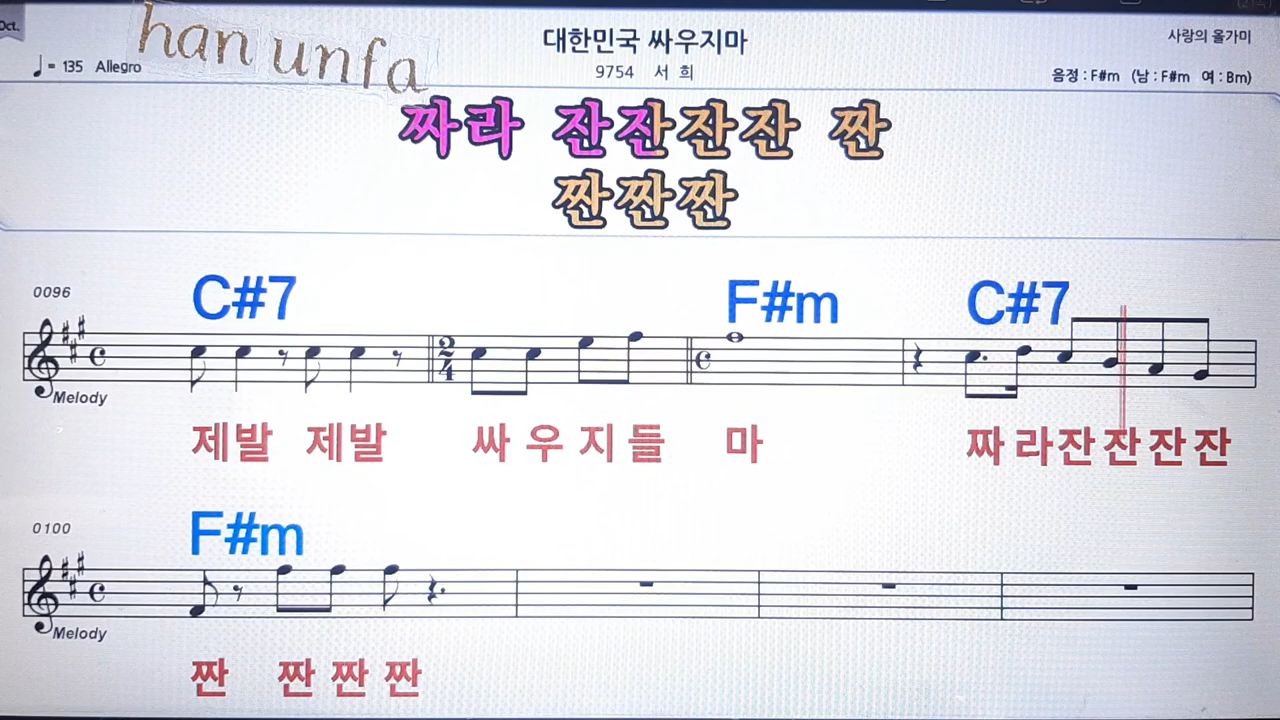 Oct.
han unfa
대한민국 싸우지마
사랑의 올가미
♩= 135 Allegro
9754 서 희
음정 : F#m (남 : F#m 여 : Bm)
짜라 잔잔잔잔 짠
짠짠짠
0096
C#7 F#m C#7
2
4
Melody
제발 제발 싸 우 지 들 마 짜 라 잔 잔 잔 잔
0100
F#m
Melody
짠 짠 짠 짠